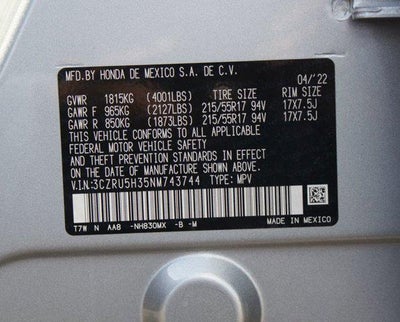 MFD.BY HONDA DE MEXICO S.A. DE C.V.
04/'22
GVWR 1815KG (4001LBS) TIRE SIZE RIM SIZE
GAWR F 965KG (2127LBS) 215/55R17 94V 17X7.5J
GAWR R 850KG (1873LBS) 215/55R17 94V 17X7.5J
THIS VEHICLE CONFORMS TO ALL APPLICABLE
FEDERAL MOTOR VEHICLE SAFETY
AND THEFT PREVENTION STANDARDS IN EFFECT
ON THE DATE OF MANUFACTURE SHOWN ABOVE.
V.I.N:3CZRU5H35NM743744 TYPE: MPV
T7W N AA8 -NH830MX -B -M MADE IN MEXICO